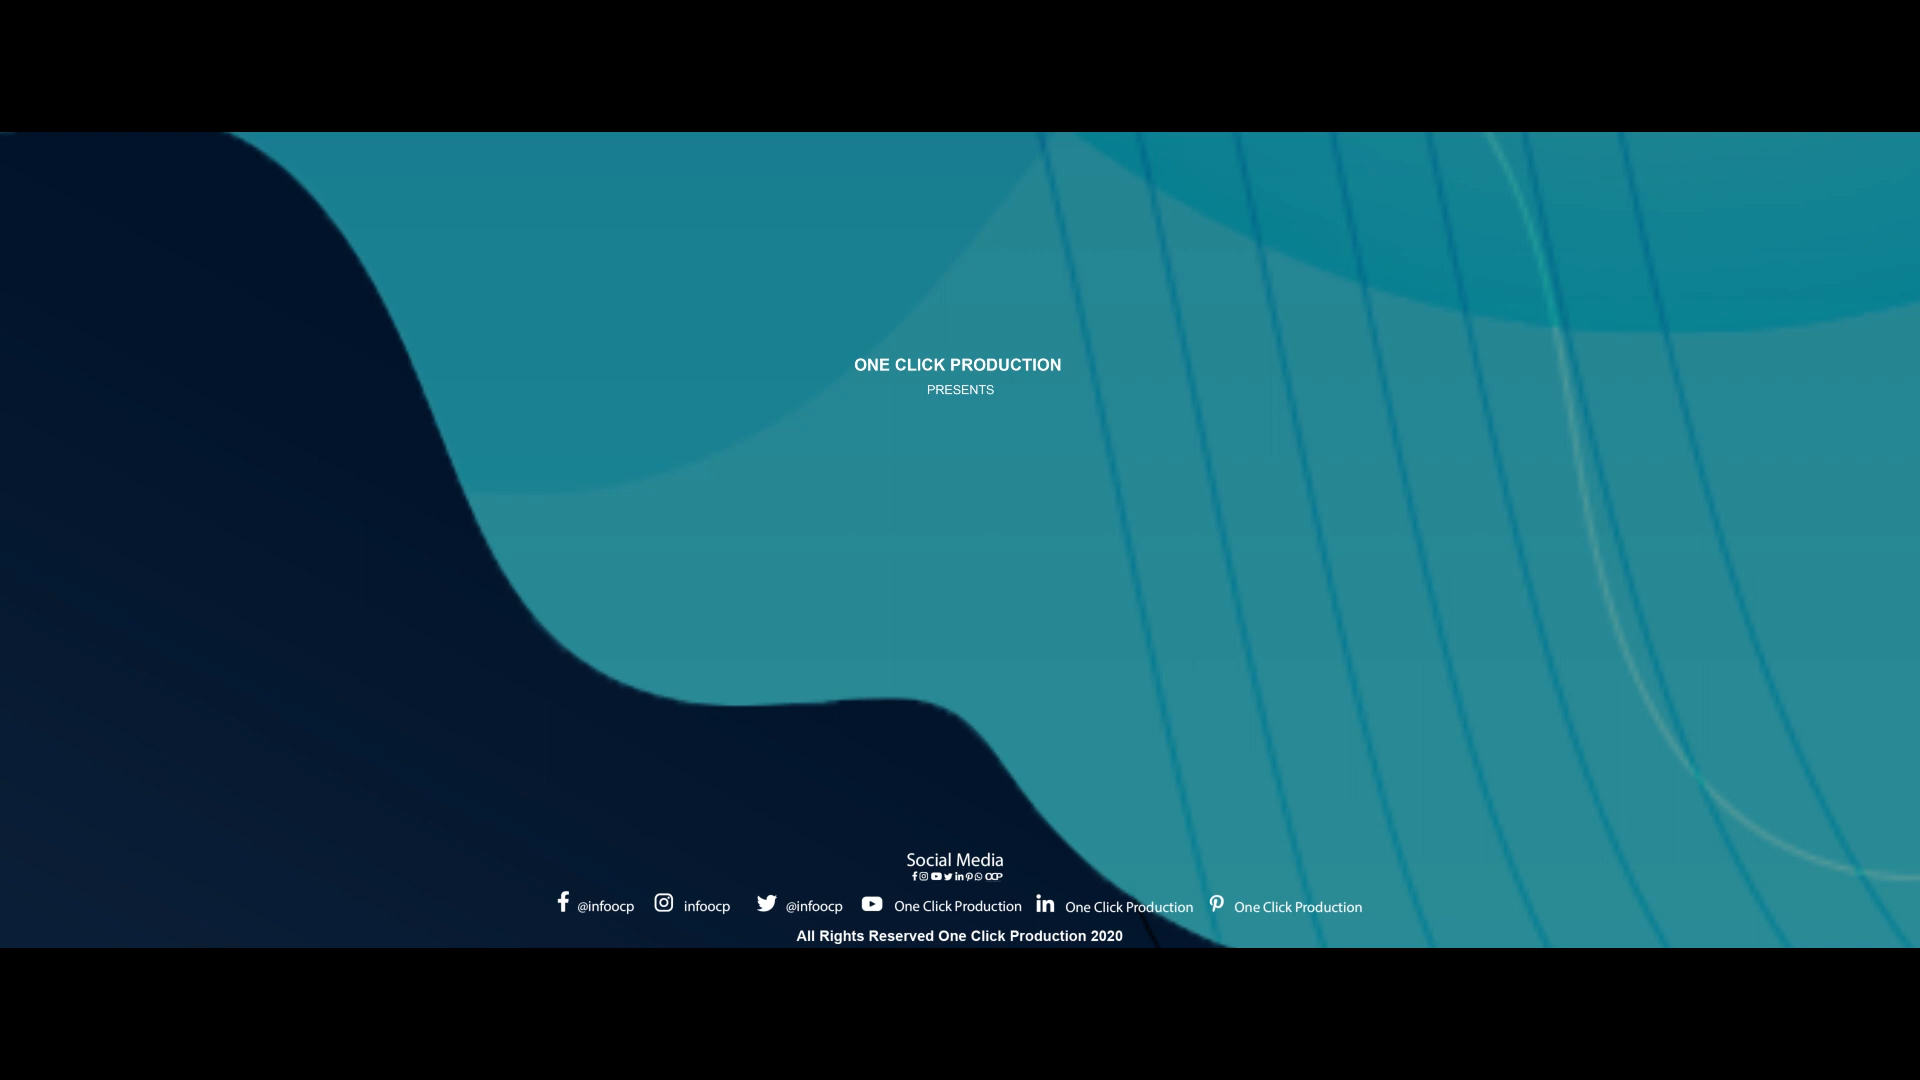 ONE CLICK PRODUCTION
PRESENTS
Social Media
OCP
@infoocp infoocp @infoocp One Click Production One Click Production One Click Production
All Rights Reserved One Click Production 2020